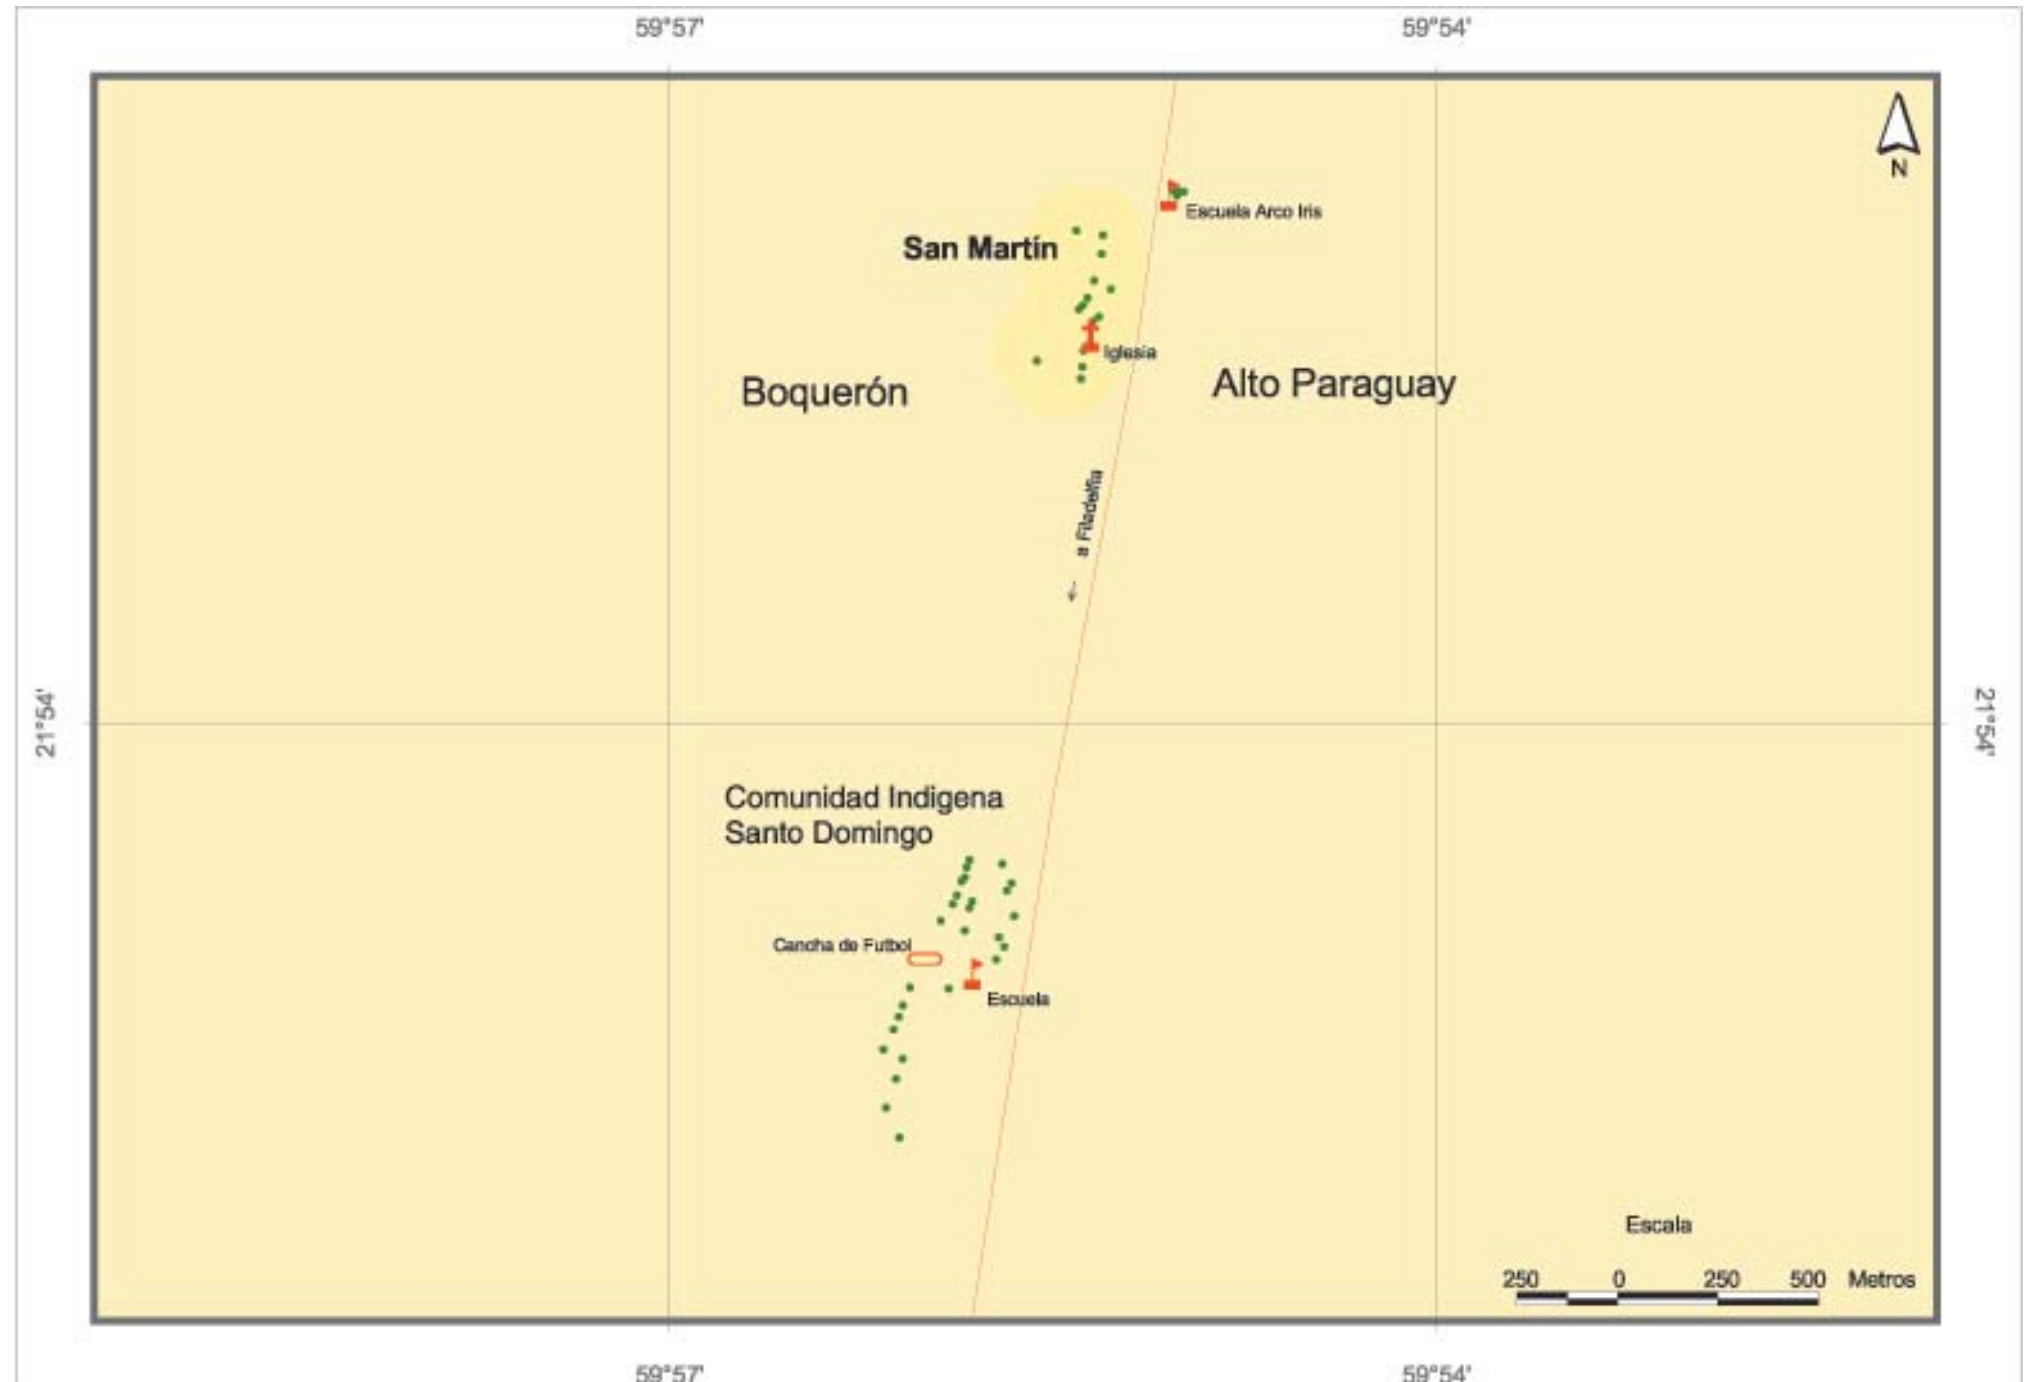 59°57'
59°54'
N
Escuela Arco Iris
San Martín
Iglesia
Boquerón
Alto Paraguay
a Filadelfia
21°54'
21°54'
Comunidad Indigena
Santo Domingo
Cancha de Futbol
Escuela
Escala
250 0 250 500 Metros
59°57'
59°54'